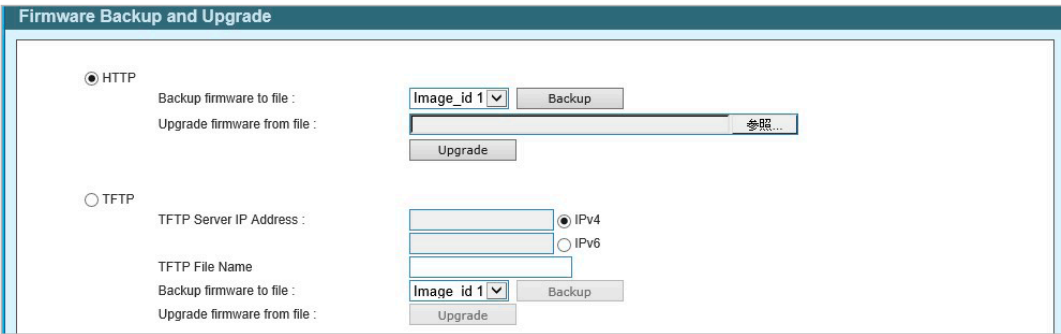 Firmware Backup and Upgrade
HTTP
Backup firmware to file : Image_id 1 Backup
Upgrade firmware from file : 参照...
Upgrade
TFTP
TFTP Server IP Address : IPv4
IPv6
TFTP File Name
Backup firmware to file : Image_id 1 Backup
Upgrade firmware from file : Upgrade